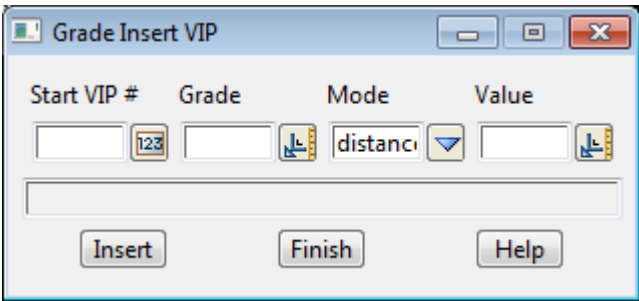 Grade Insert VIP
Start VIP # Grade Mode Value
123 distanc
Insert Finish Help